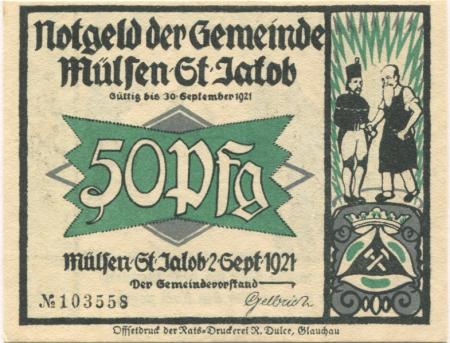 Notgeld der Gemeinde
Mülsen-St-Jakob
Gültig bis 30-September 1921
50 Pfg
Mülsen-St-Jakob-2-Sept-1921
Der Gemeindevorstand
Gelbrich
№ 103558
Offsetdruck der Rats-Druckerei R. Dulce, Glauchau